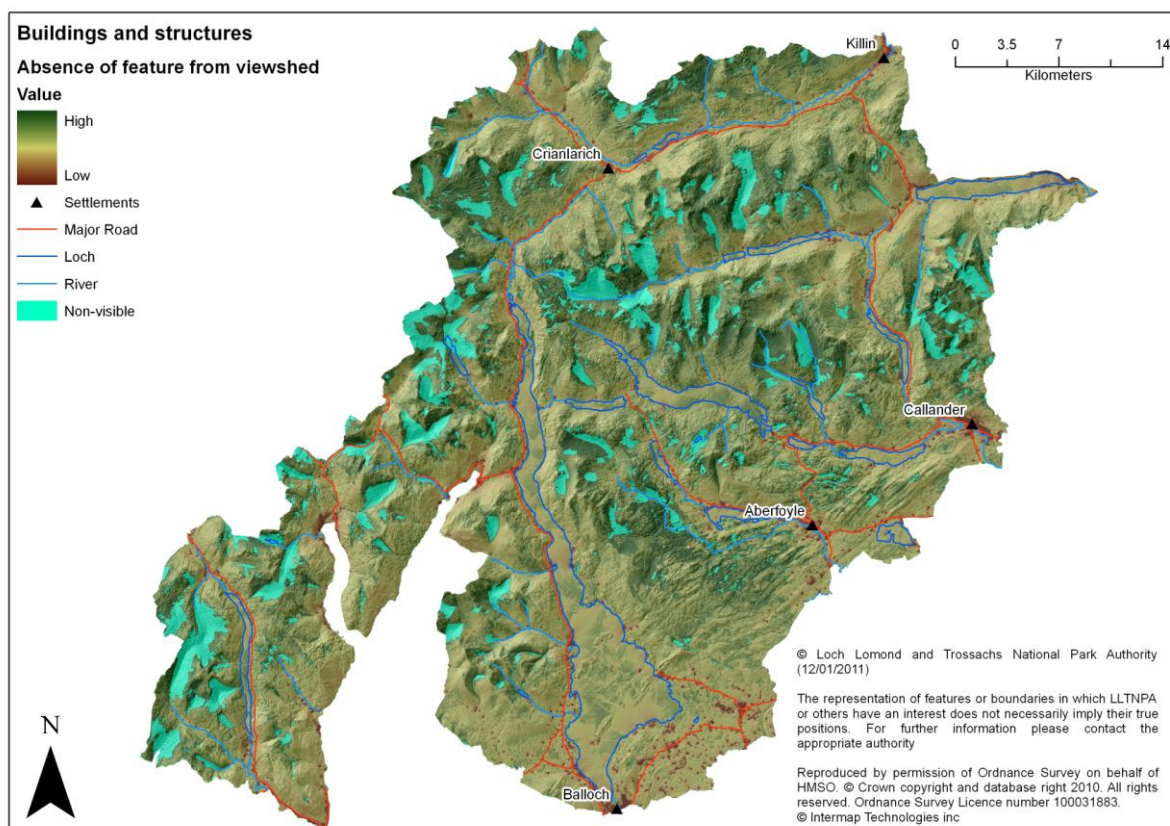 Buildings and structures
Absence of feature from viewshed
Value
High
Low
Settlements
Major Road
Loch
River
Non-visible
N
Killin
0 3.5 7 14
Kilometers
Crianlarich
Callander
Aberfoyle
Balloch
© Loch Lomond and Trossachs National Park Authority
(12/01/2011)
The representation of features or boundaries in which LLTNPA
or others have an interest does not necessarily imply their true
positions. For further information please contact the
appropriate authority
Reproduced by permission of Ordnance Survey on behalf of
HMSO. © Crown copyright and database right 2010. All rights
reserved. Ordnance Survey Licence number 100031883.
© Intermap Technologies inc